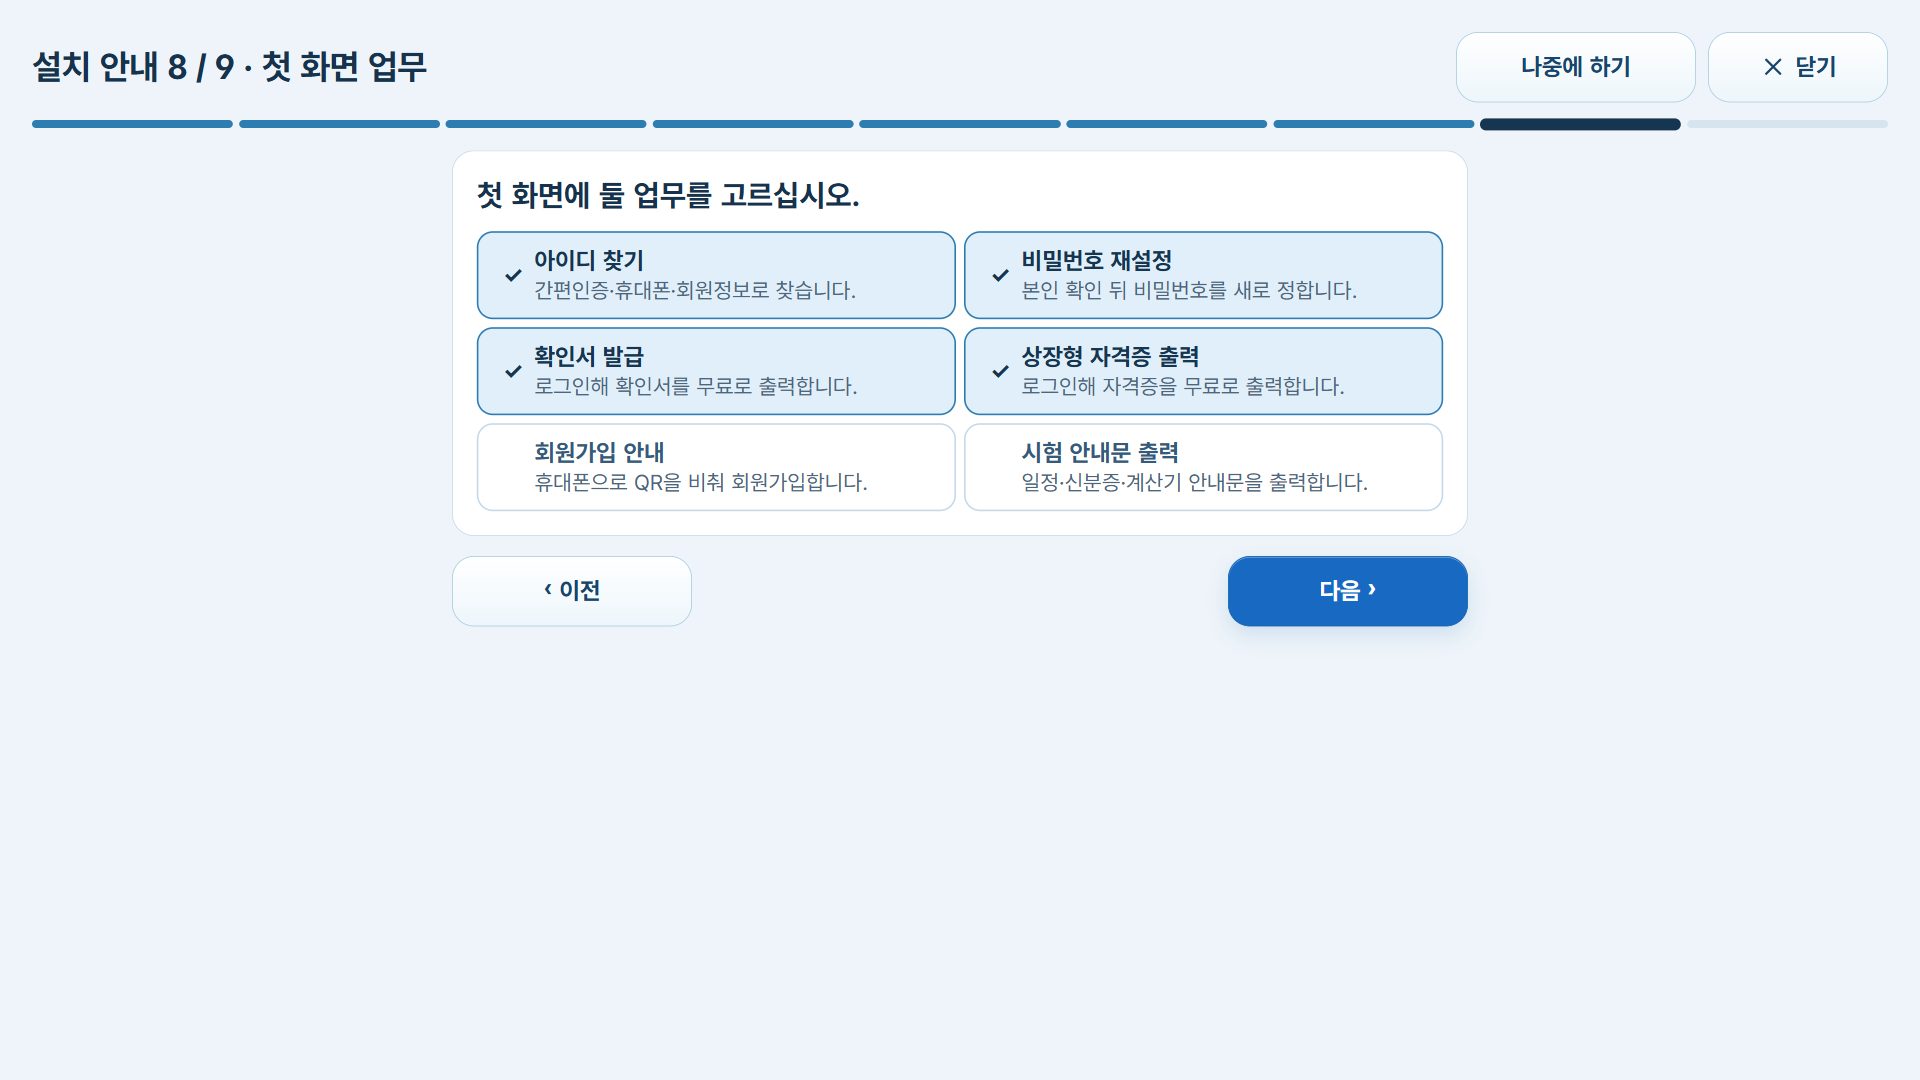 설치 안내 8 / 9 · 첫 화면 업무
나중에 하기
닫기
첫 화면에 둘 업무를 고르십시오.
아이디 찾기
간편인증·휴대폰·회원정보로 찾습니다.
비밀번호 재설정
본인 확인 뒤 비밀번호를 새로 정합니다.
확인서 발급
로그인해 확인서를 무료로 출력합니다.
상장형 자격증 출력
로그인해 자격증을 무료로 출력합니다.
회원가입 안내
휴대폰으로 QR을 비춰 회원가입합니다.
시험 안내문 출력
일정·신분증·계산기 안내문을 출력합니다.
‹ 이전
다음 ›